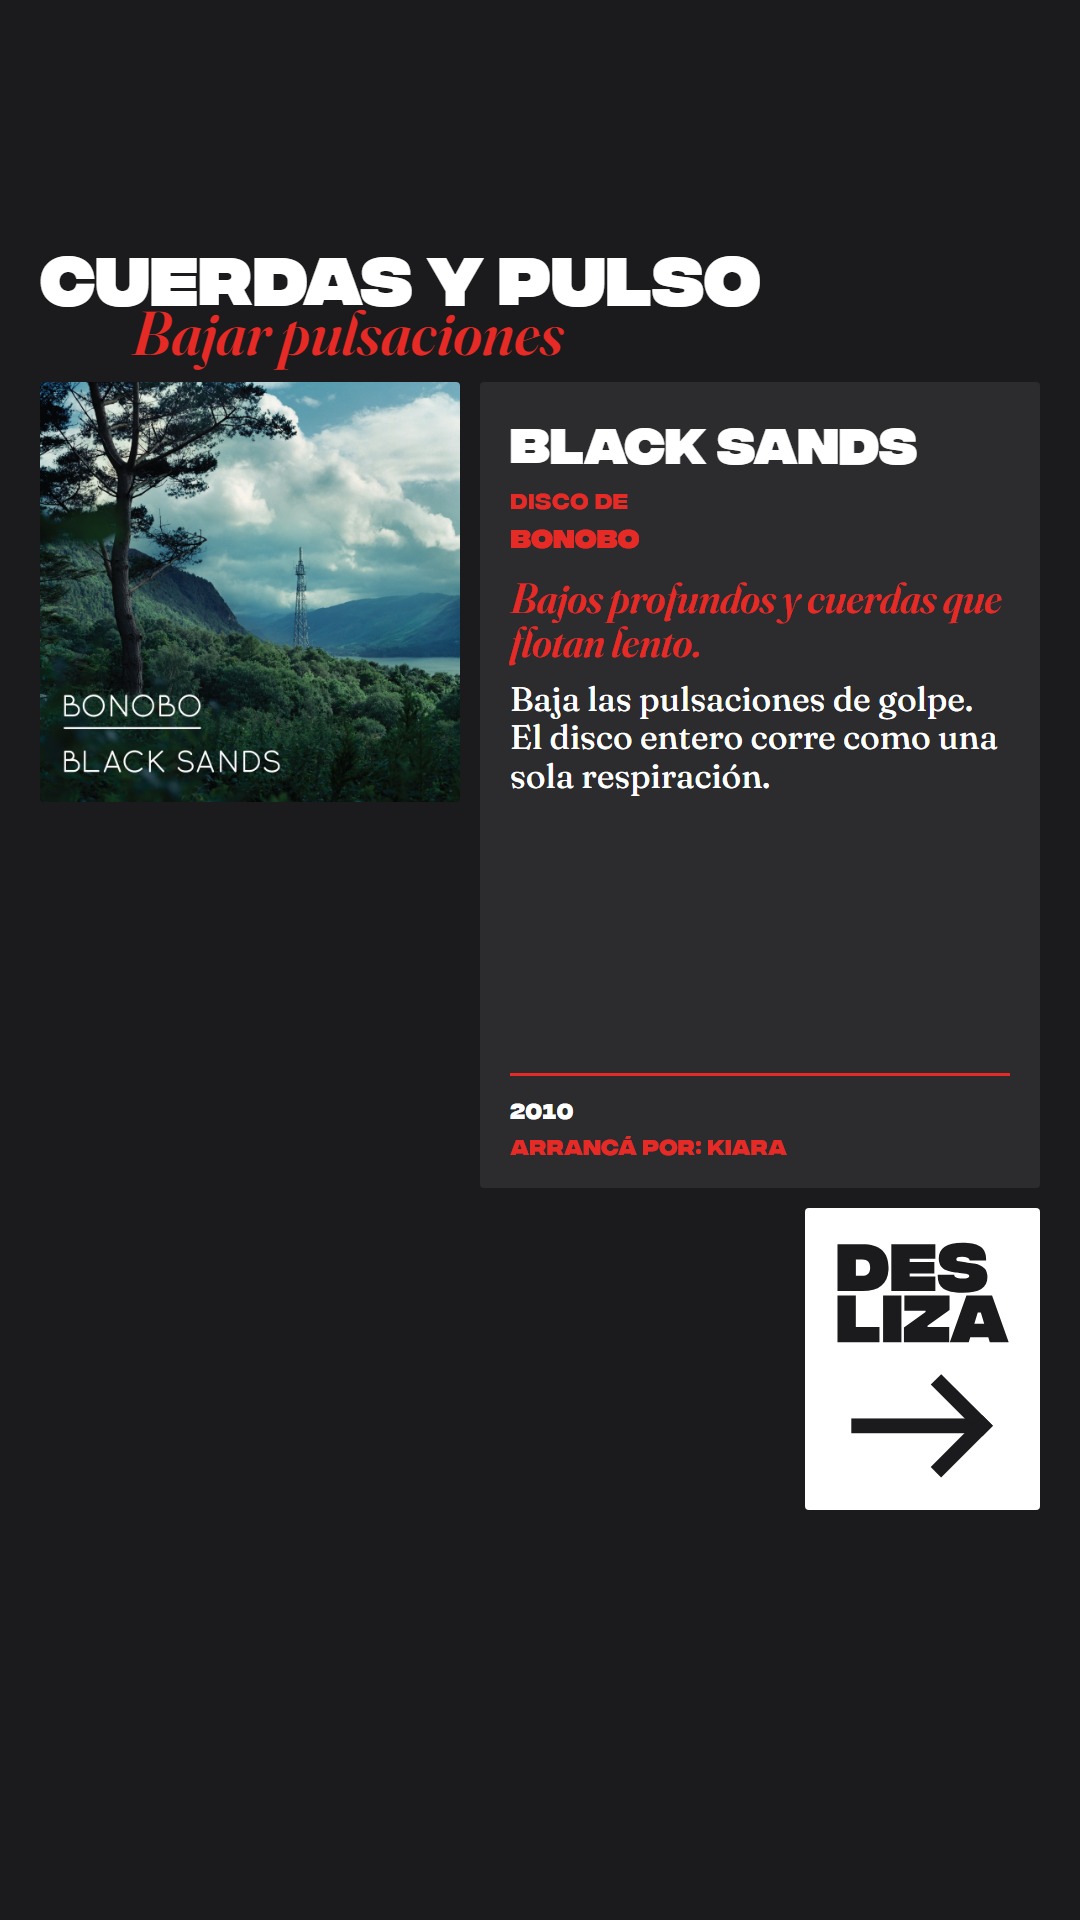 CUERDAS Y PULSO
Bajar pulsaciones
BONOBO
BLACK SANDS
BLACK SANDS
DISCO DE
BONOBO
Bajos profundos y cuerdas que
flotan lento.
Baja las pulsaciones de golpe.
El disco entero corre como una
sola respiración.
2010
ARRANCÁ POR: KIARA
DES
LIZA